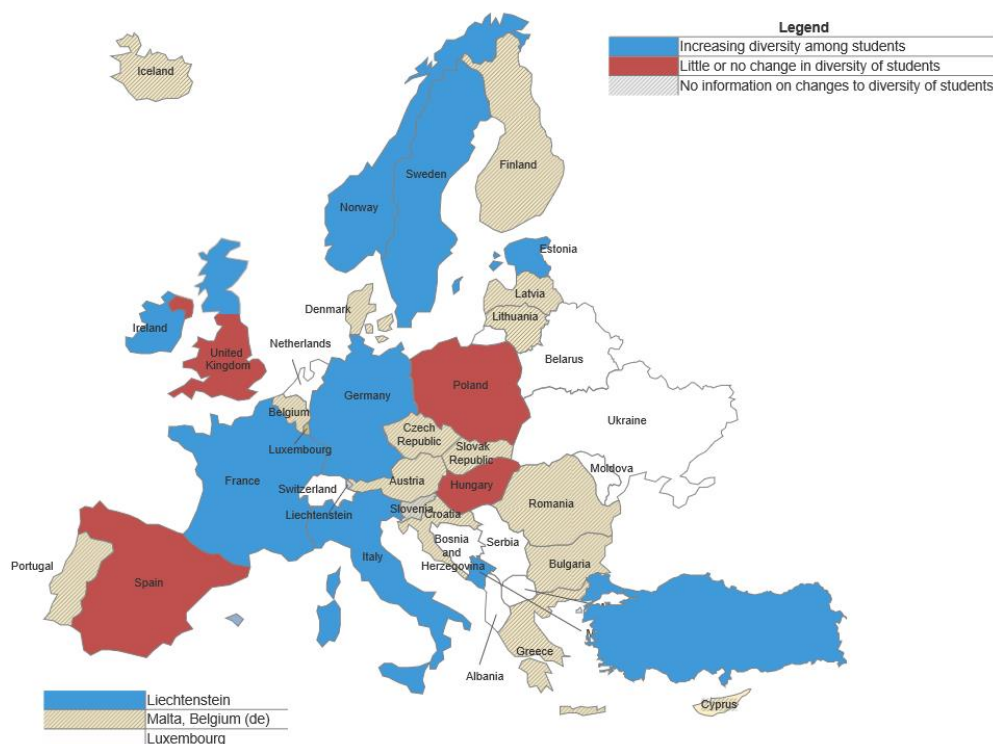 Legend
Increasing diversity among students
Little or no change in diversity of students
No information on changes to diversity of students
Iceland
Finland
Sweden
Norway
Estonia
Latvia
Denmark
Lithuania
Ireland
Netherlands
United
Kingdom
Belarus
Poland
Germany
Belgium
Ukraine
Czech
Republic
Luxembourg
Slovak
Republic
Moldova
France
Switzerland
Austria
Hungary
Liechtenstein
Slovenia
Croatia
Romania
Bosnia
and
Herzegovina
Serbia
Italy
Portugal
Spain
Bulgaria
Greece
Albania
Cyprus
Liechtenstein
Malta, Belgium (de)
Luxembourg